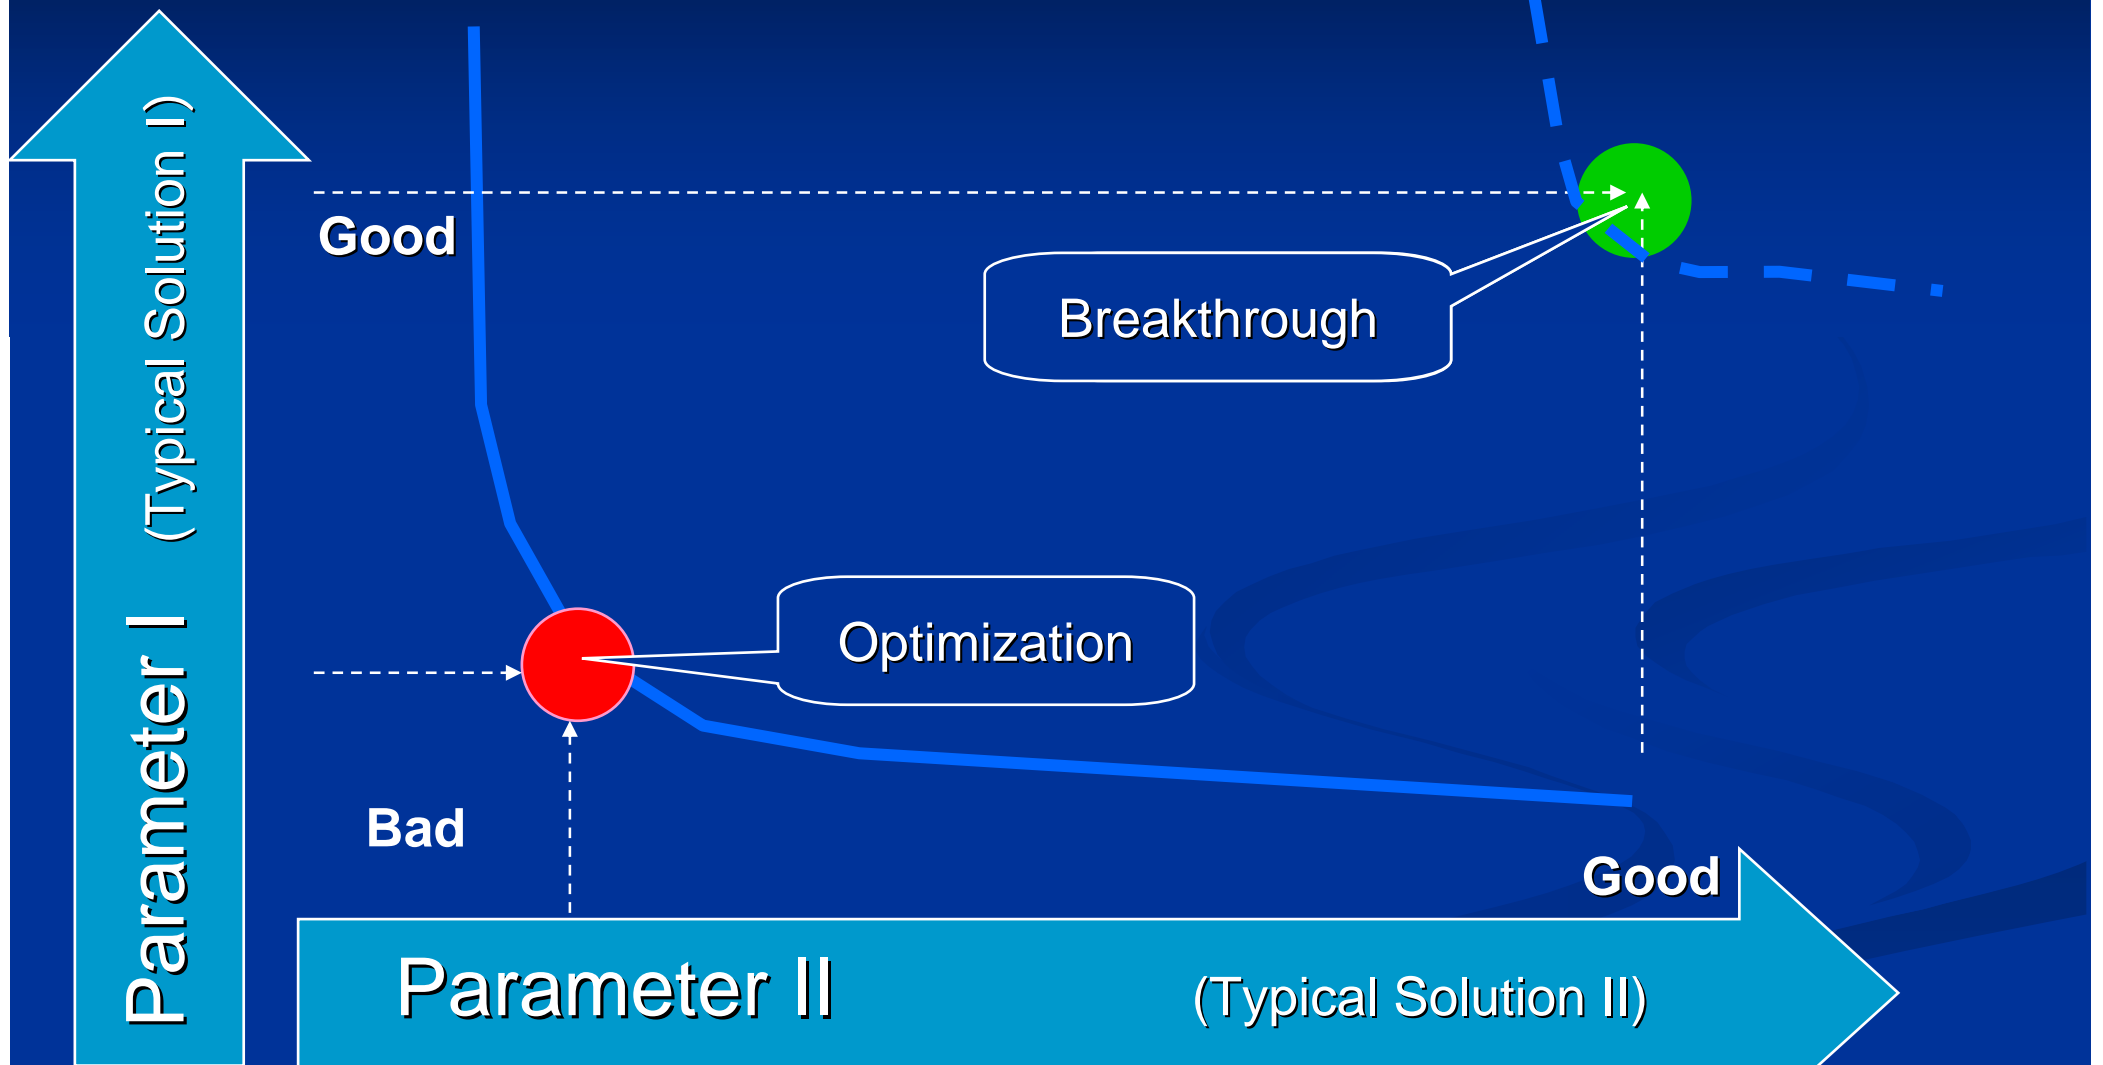 Parameter I (Typical Solution I)
Good
Breakthrough
Optimization
Bad
Good
Parameter II (Typical Solution II)